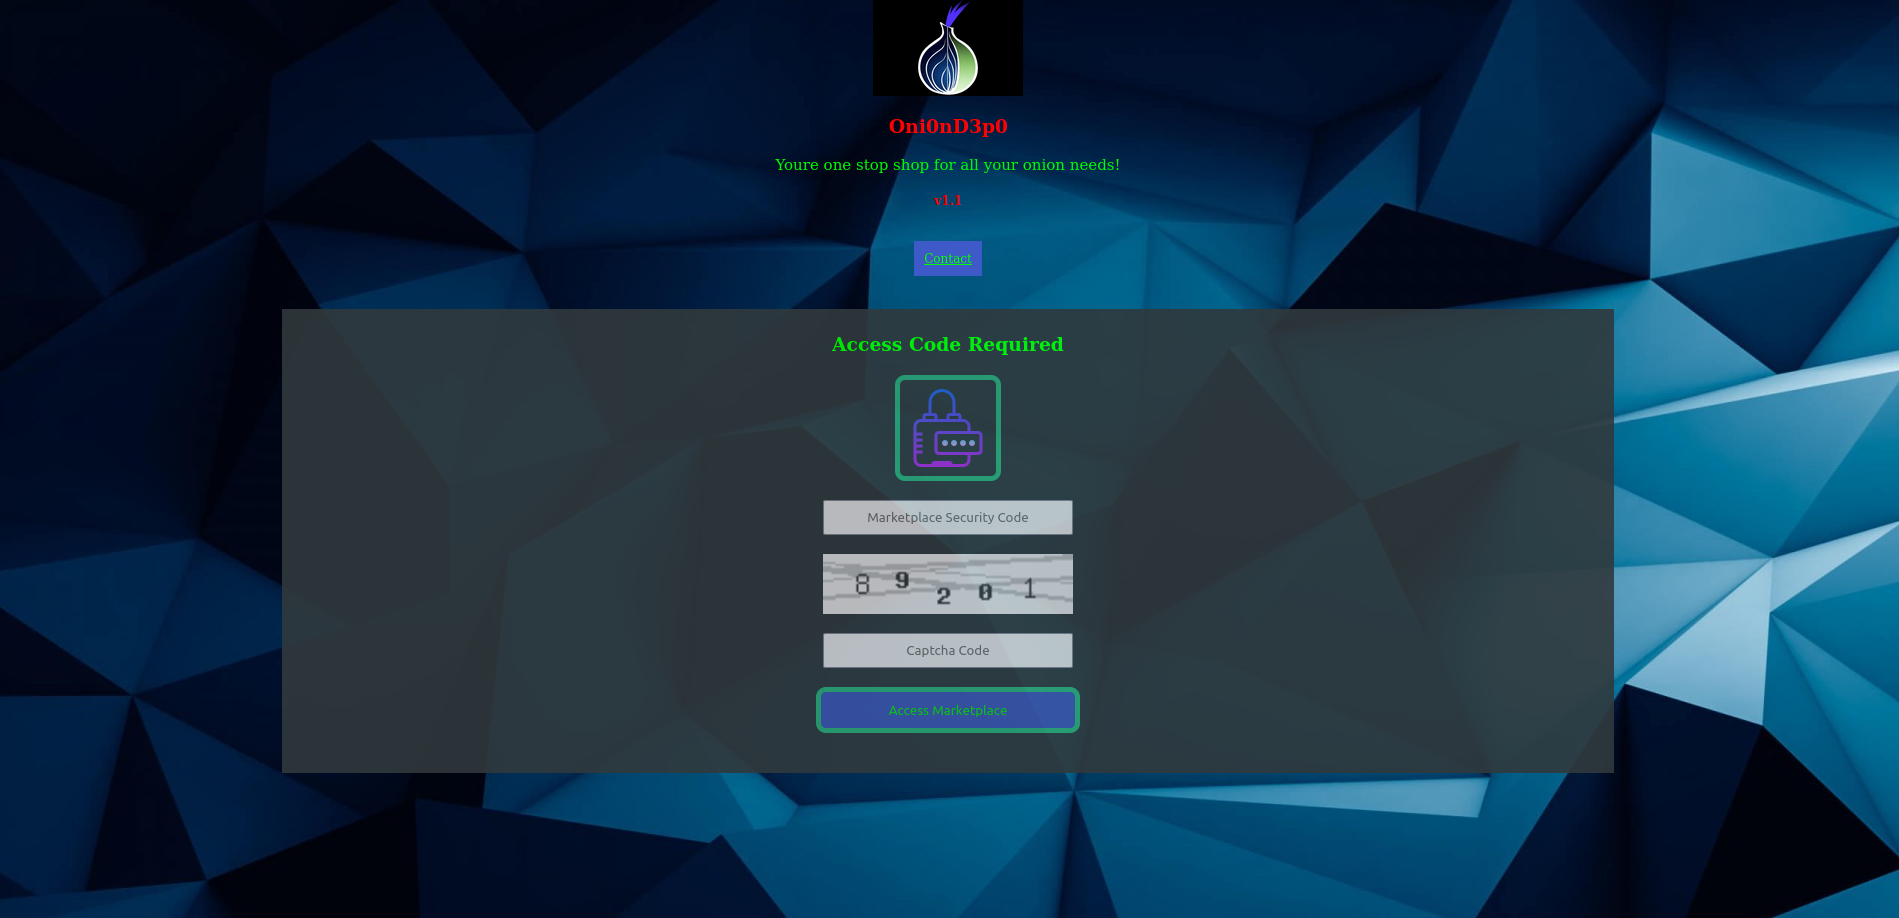 Oni0nD3p0
Youre one stop shop for all your onion needs!
v1.1
Contact
Access Code Required
Marketplace Security Code
8 9 2 0 1
Captcha Code
Access Marketplace